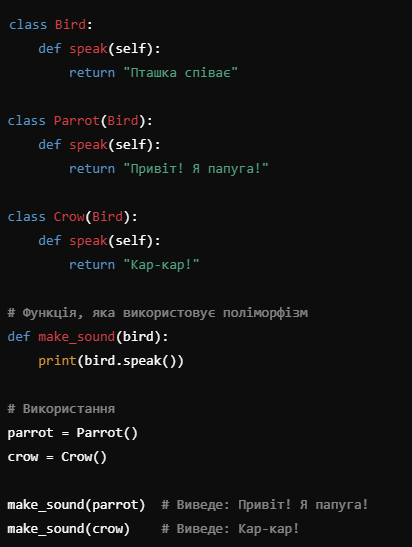 class Bird:
    def speak(self):
        return "Пташка співає"

class Parrot(Bird):
    def speak(self):
        return "Привіт! Я папуга!"

class Crow(Bird):
    def speak(self):
        return "Кар-кар!"

# Функція, яка використовує поліморфізм
def make_sound(bird):
    print(bird.speak())

# Використання
parrot = Parrot()
crow = Crow()

make_sound(parrot)  # Виведе: Привіт! Я папуга!
make_sound(crow)    # Виведе: Кар-кар!